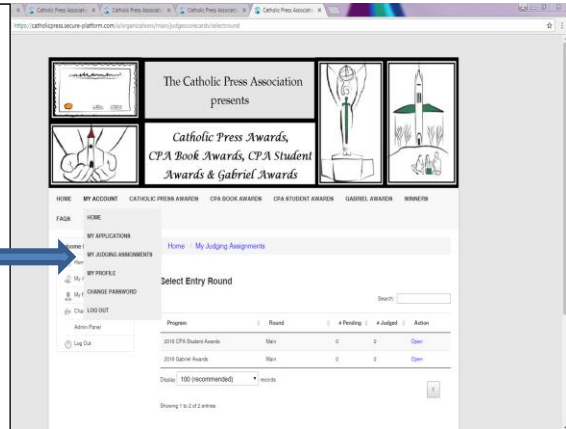 Catholic Press Associati
Catholic Press Associati
Catholic Press Associati
Catholic Press Associati
https://catholicpress.secure-platform.com/a/organizations/main/judgescorecards/selectround
The Catholic Press Association
presents
Catholic Press Awards,
CPA Book Awards, CPA Student
Awards & Gabriel Awards
HOME MY ACCOUNT CATHOLIC PRESS AWARDS CPA BOOK AWARDS CPA STUDENT AWARDS GABRIEL AWARDS WINNERS
FAQS
HOME
MY APPLICATIONS
MY JUDGING ASSIGNMENTS
MY PROFILE
CHANGE PASSWORD
LOG OUT
Admin Panel
Log Out
Home / My Judging Assignments
Select Entry Round
Search:
Program Round # Pending # Judged Action
2016 CPA Student Awards Main 0 0 Open
2016 Gabriel Awards Main 0 0 Open
Display 100 (recommended) records
1
Showing 1 to 2 of 2 entries